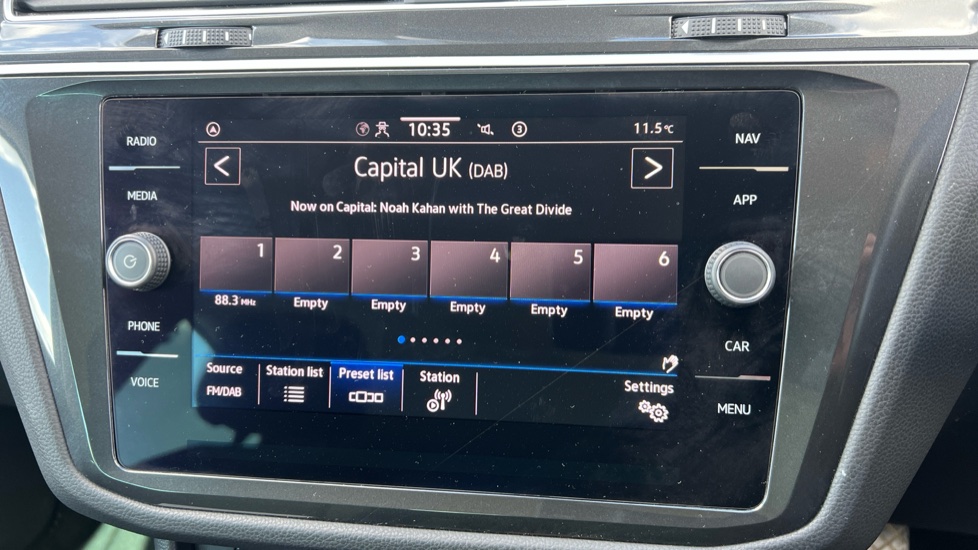 10:35
3
11.5°C
RADIO
NAV
< Capital UK (DAB) >
MEDIA
APP
Now on Capital: Noah Kahan with The Great Divide
1 2 3 4 5 6
88.3 MHz Empty Empty Empty Empty Empty
PHONE
CAR
Source Station list Preset list Station Settings
FM/DAB
VOICE
MENU